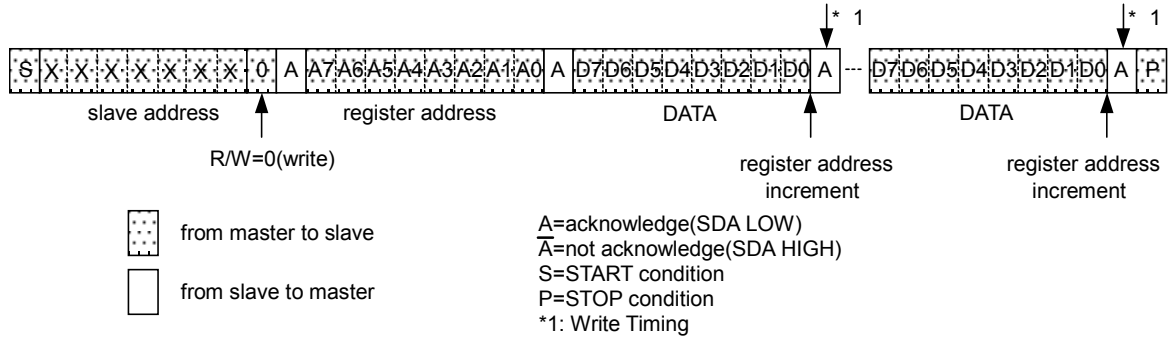 * 1 * 1
S X X X X X X X 0 A A7 A6 A5 A4 A3 A2 A1 A0 A D7 D6 D5 D4 D3 D2 D1 D0 A --- D7 D6 D5 D4 D3 D2 D1 D0 A P
slave address register address DATA DATA
R/W=0(write)
register address
increment
register address
increment
from master to slave
from slave to master
A=acknowledge(SDA LOW)
A̅=not acknowledge(SDA HIGH)
S=START condition
P=STOP condition
*1: Write Timing